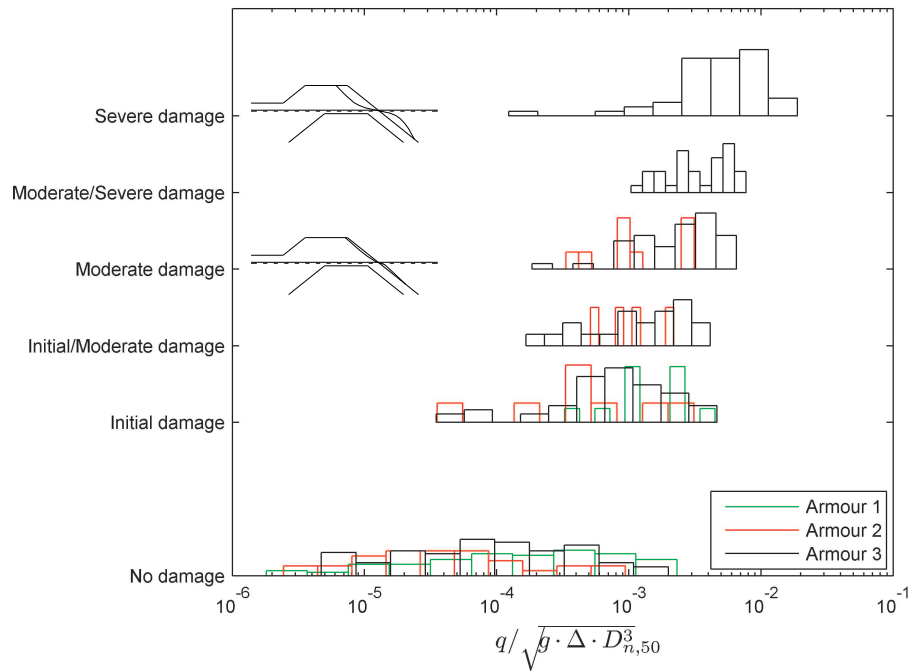 Severe damage
Moderate/Severe damage
Moderate damage
Initial/Moderate damage
Initial damage
No damage
Armour 1
Armour 2
Armour 3
10^-6 10^-5 10^-4 10^-3 10^-2 10^-1
q/√(g·Δ·D³n,50)